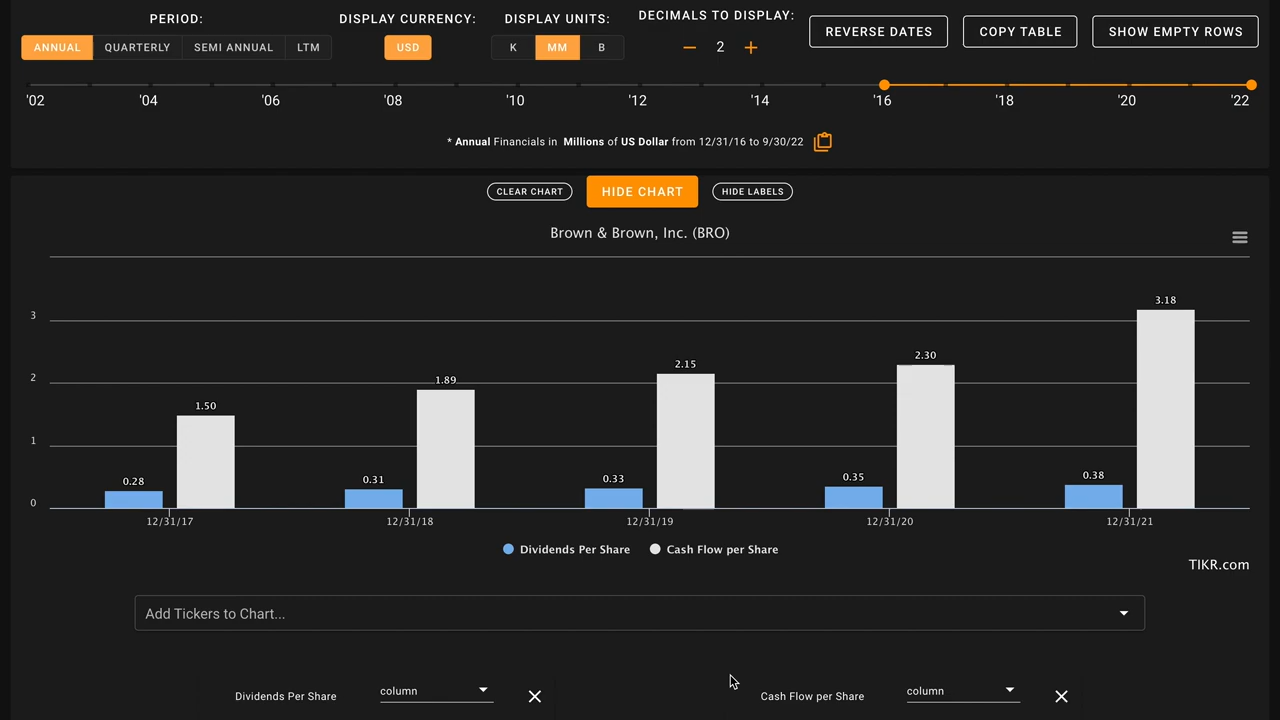 PERIOD:
DISPLAY CURRENCY:
DISPLAY UNITS:
DECIMALS TO DISPLAY:
ANNUAL QUARTERLY SEMI ANNUAL LTM
USD
K MM B
2
REVERSE DATES
COPY TABLE
SHOW EMPTY ROWS
'02 '04 '06 '08 '10 '12 '14 '16 '18 '20 '22
* Annual Financials in Millions of US Dollar from 12/31/16 to 9/30/22
CLEAR CHART
HIDE CHART
HIDE LABELS
Brown & Brown, Inc. (BRO)
3
2
1
0
0.28 1.50
0.31 1.89
0.33 2.15
0.35 2.30
0.38 3.18
12/31/17 12/31/18 12/31/19 12/31/20 12/31/21
Dividends Per Share Cash Flow per Share
TIKR.com
Add Tickers to Chart...
Dividends Per Share column
Cash Flow per Share column